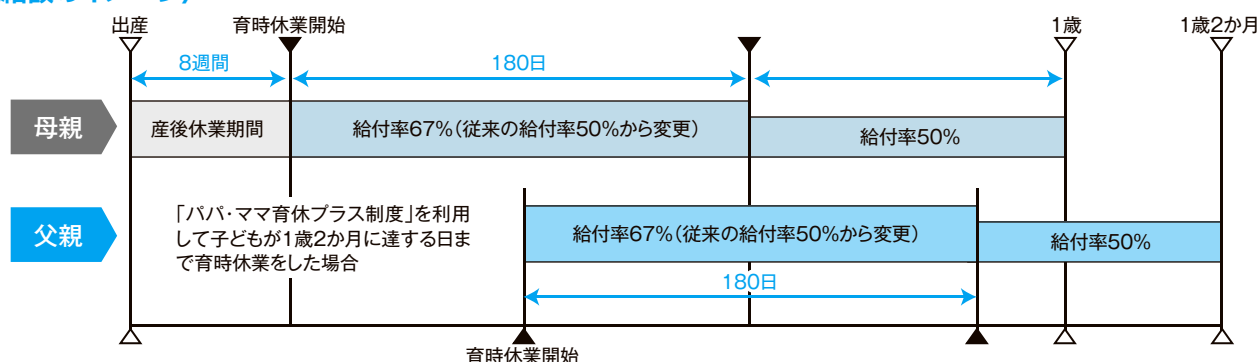 出産
育時休業開始
1歳
1歳2か月
8週間
180日
母親
産後休業期間
給付率67%(従来の給付率50%から変更)
給付率50%
父親
「パパ・ママ育休プラス制度」を利用
して子どもが1歳2か月に達する日ま
で育時休業をした場合
給付率67%(従来の給付率50%から変更)
給付率50%
180日
育時休業開始